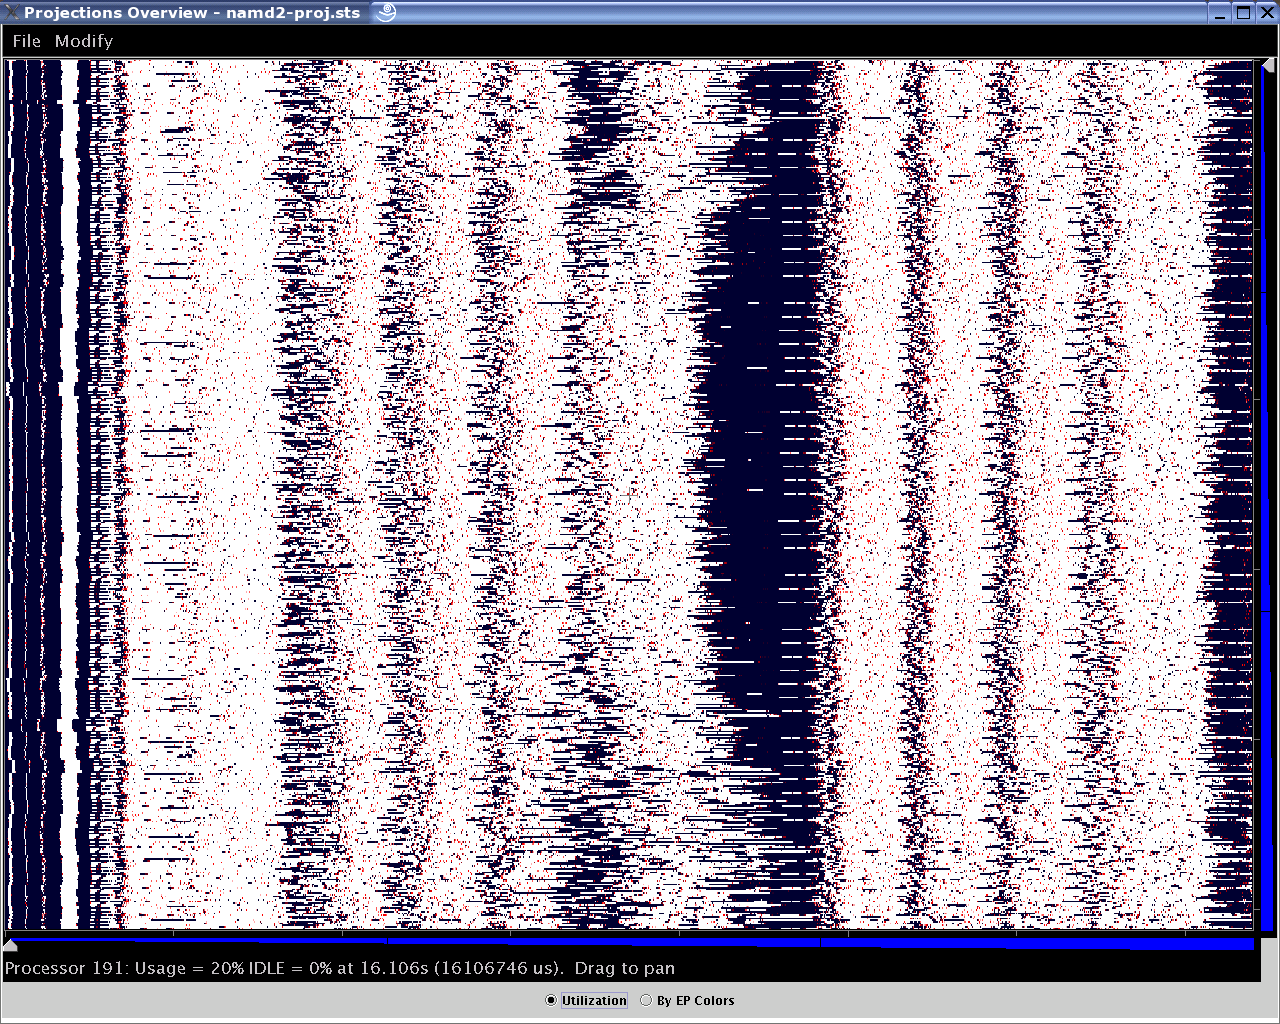 Projections Overview - namd2-proj.sts
File Modify
Processor 191: Usage = 20% IDLE = 0% at 16.106s (16106746 us).  Drag to pan
Utilization By EP Colors